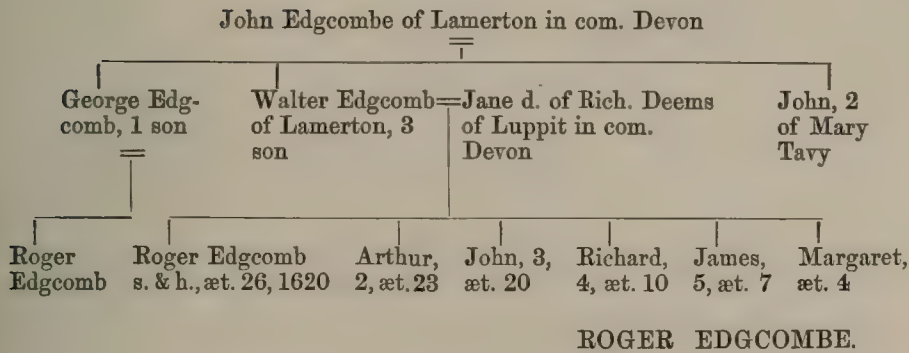 John Edgcombe of Lamerton in com. Devon
George Edg-
comb, 1 son
Walter Edgcomb=Jane d. of Rich. Deems
of Lamerton, 3
son
of Luppit in com.
Devon
John, 2
of Mary
Tavy
Roger
Edgcomb
Roger Edgcomb
s. & h., æt. 26, 1620
Arthur,
2, æt. 23
John, 3,
æt. 20
Richard,
4, æt. 10
James,
5, æt. 7
Margaret,
æt. 4
ROGER EDGCOMBE.